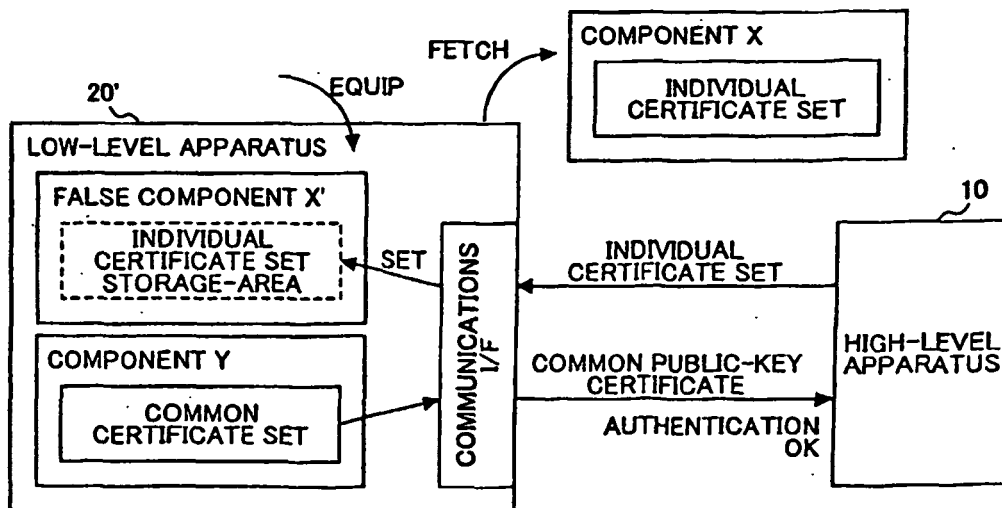 COMPONENT X
INDIVIDUAL
CERTIFICATE SET
FETCH
EQUIP
20'
LOW-LEVEL APPARATUS
FALSE COMPONENT X'
INDIVIDUAL
CERTIFICATE SET
STORAGE-AREA
SET
COMMUNICATIONS
I/F
COMPONENT Y
COMMON
CERTIFICATE SET
INDIVIDUAL
CERTIFICATE SET
COMMON PUBLIC-KEY
CERTIFICATE
AUTHENTICATION
OK
10
HIGH-LEVEL
APPARATUS